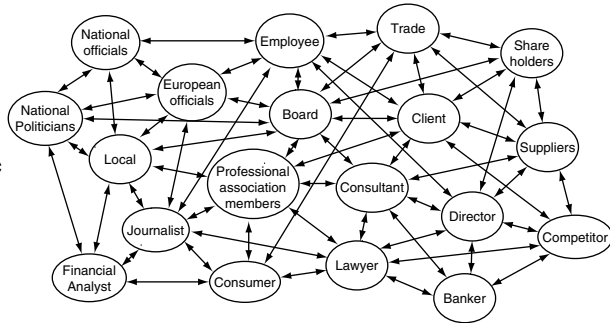 National
officials
Employee
Trade
Share
holders
European
officials
National
Politicians
Board
Client
Local
Suppliers
Professional
association
members
Consultant
Director
Journalist
Competitor
Lawyer
Financial
Analyst
Consumer
Banker